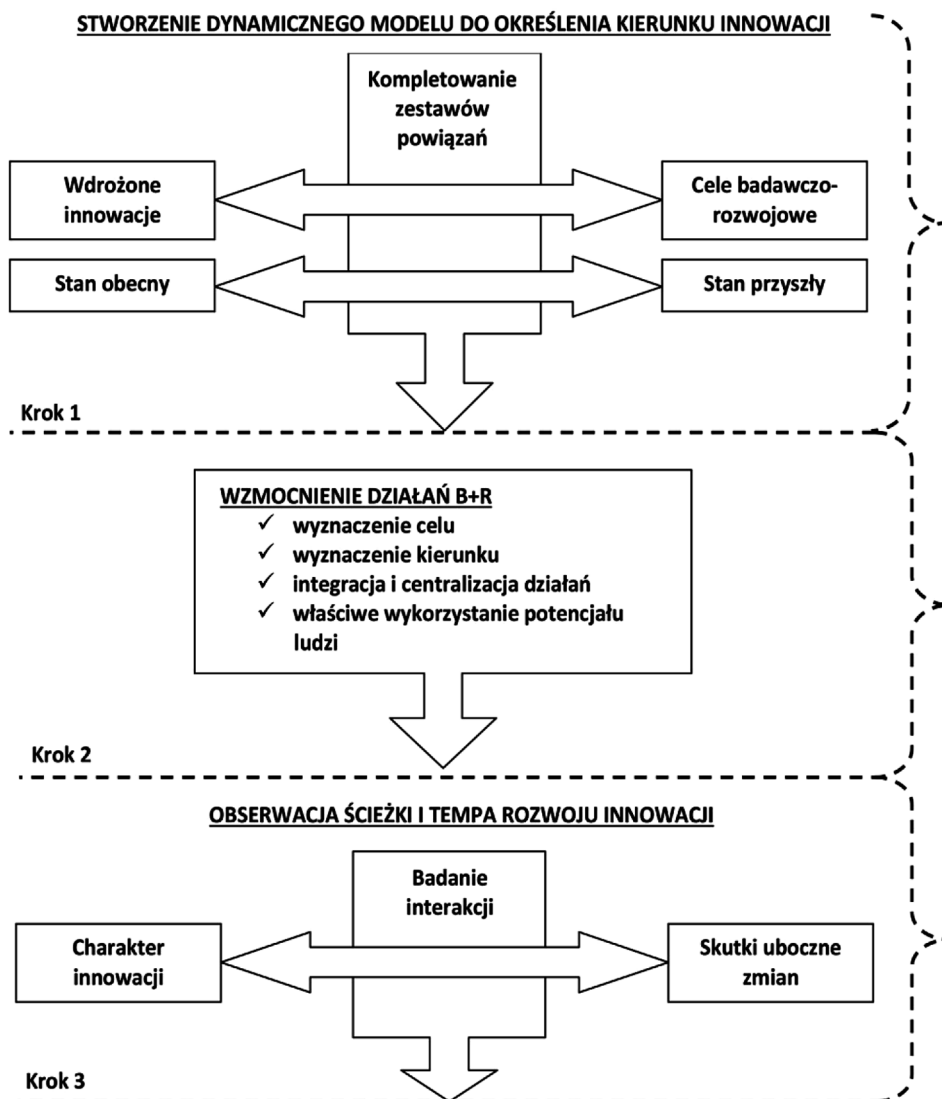 STWORZENIE DYNAMICZNEGO MODELU DO OKREŚLENIA KIERUNKU INNOWACJI
Kompletowanie
zestawów
powiązań
Wdrożone
innowacje
Cele badawczo-
rozwojowe
Stan obecny
Stan przyszły
Krok 1
WZMOCNIENIE DZIAŁAŃ B+R
✓ wyznaczenie celu
✓ wyznaczenie kierunku
✓ integracja i centralizacja działań
✓ właściwe wykorzystanie potencjału
ludzi
Krok 2
OBSERWACJA ŚCIEŻKI I TEMPA ROZWOJU INNOWACJI
Badanie
interakcji
Charakter
innowacji
Skutki uboczne
zmian
Krok 3